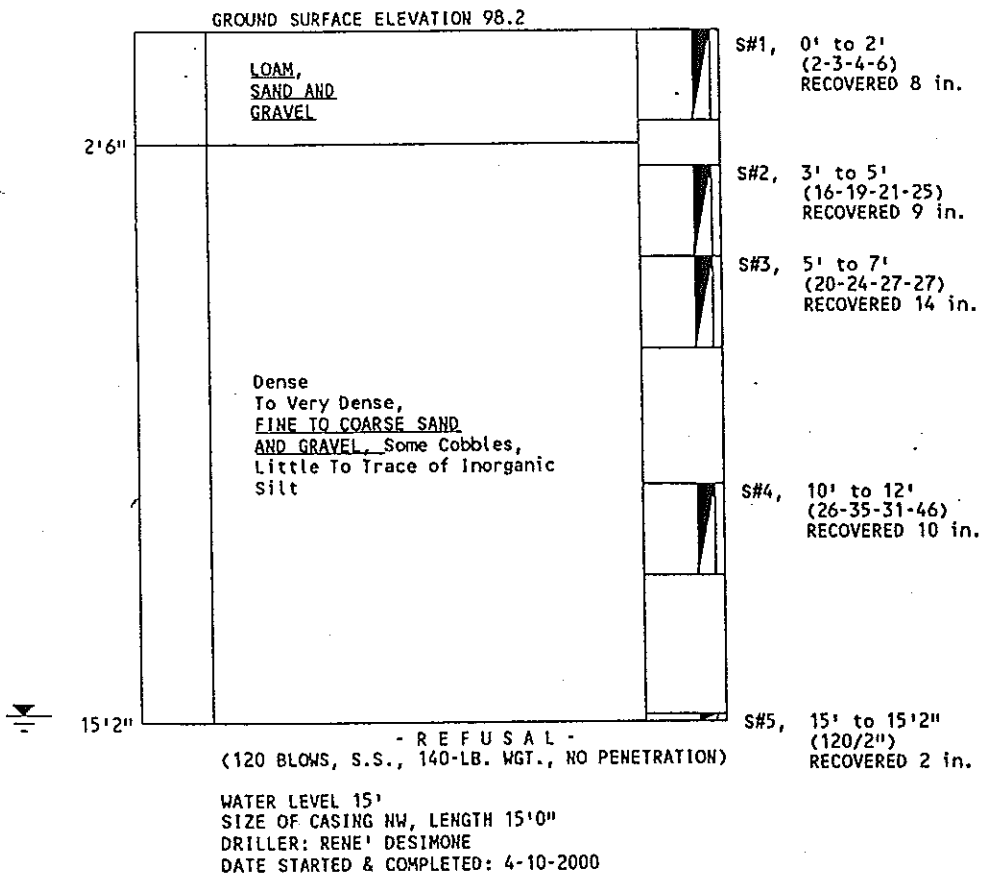 GROUND SURFACE ELEVATION 98.2
S#1, 0' to 2'
(2-3-4-6)
RECOVERED 8 in.
LOAM,
SAND AND
GRAVEL
2'6"
S#2, 3' to 5'
(16-19-21-25)
RECOVERED 9 in.
S#3, 5' to 7'
(20-24-27-27)
RECOVERED 14 in.
Dense
To Very Dense,
FINE TO COARSE SAND
AND GRAVEL, Some Cobbles,
Little To Trace of Inorganic
Silt
S#4, 10' to 12'
(26-35-31-46)
RECOVERED 10 in.
15'2"
S#5, 15' to 15'2"
(120/2")
RECOVERED 2 in.
- R E F U S A L -
(120 BLOWS, S.S., 140-LB. WGT., NO PENETRATION)
WATER LEVEL 15'
SIZE OF CASING NW, LENGTH 15'0"
DRILLER: RENE' DESIMONE
DATE STARTED & COMPLETED: 4-10-2000